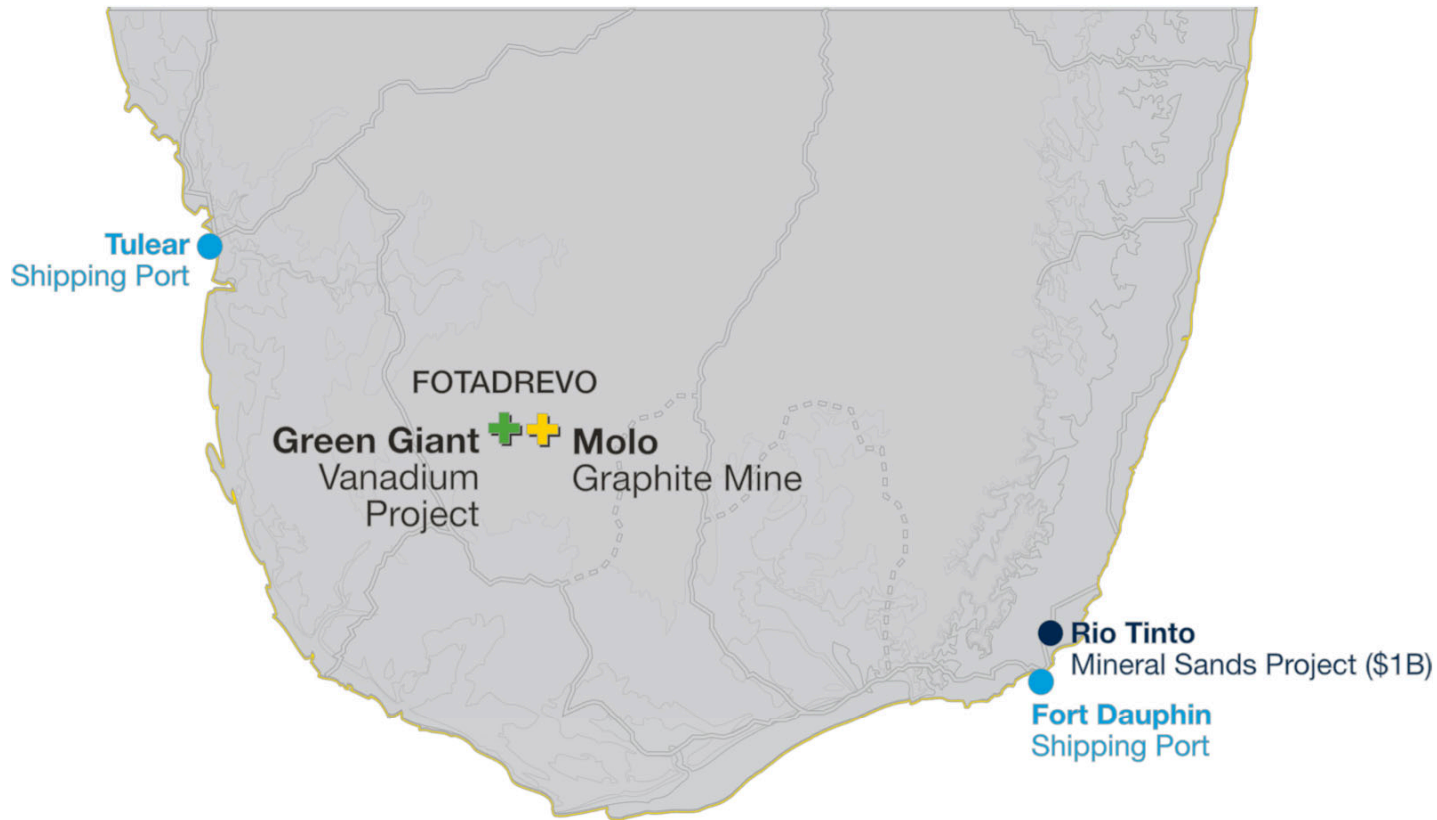 Tulear
Shipping Port
FOTADREVO
Green Giant
Vanadium
Project
Molo
Graphite Mine
Rio Tinto
Mineral Sands Project ($1B)
Fort Dauphin
Shipping Port